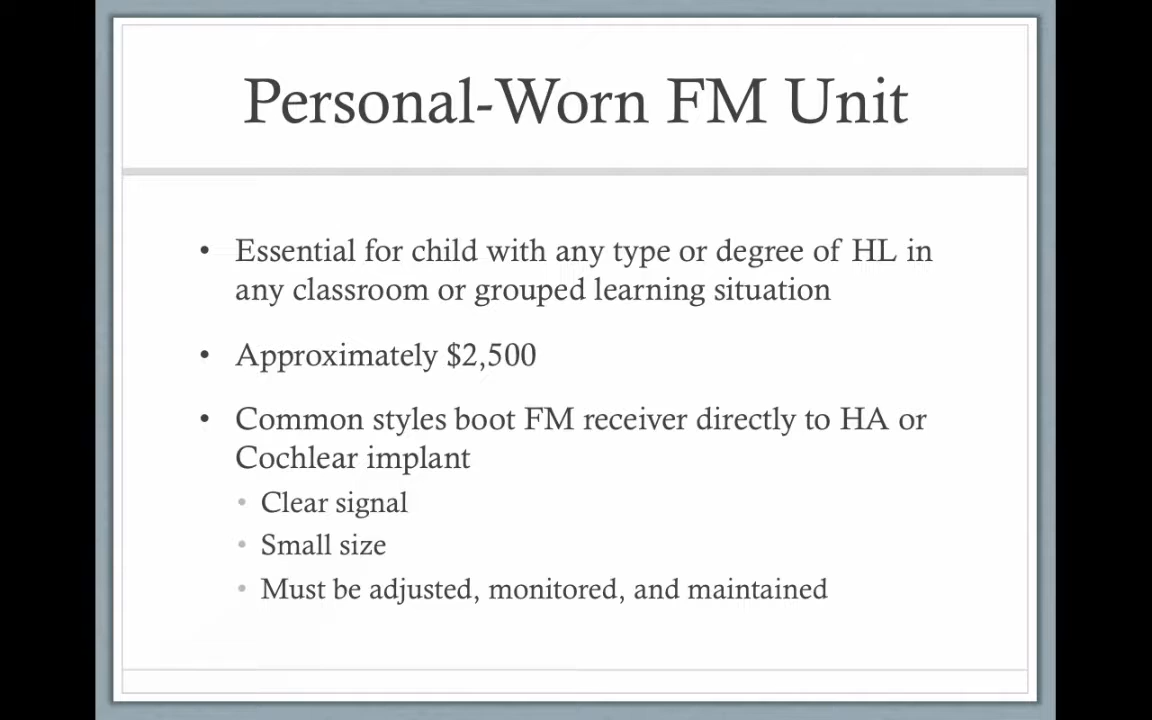 Personal-Worn FM Unit
• Essential for child with any type or degree of HL in
any classroom or grouped learning situation
• Approximately $2,500
• Common styles boot FM receiver directly to HA or
Cochlear implant
• Clear signal
• Small size
• Must be adjusted, monitored, and maintained